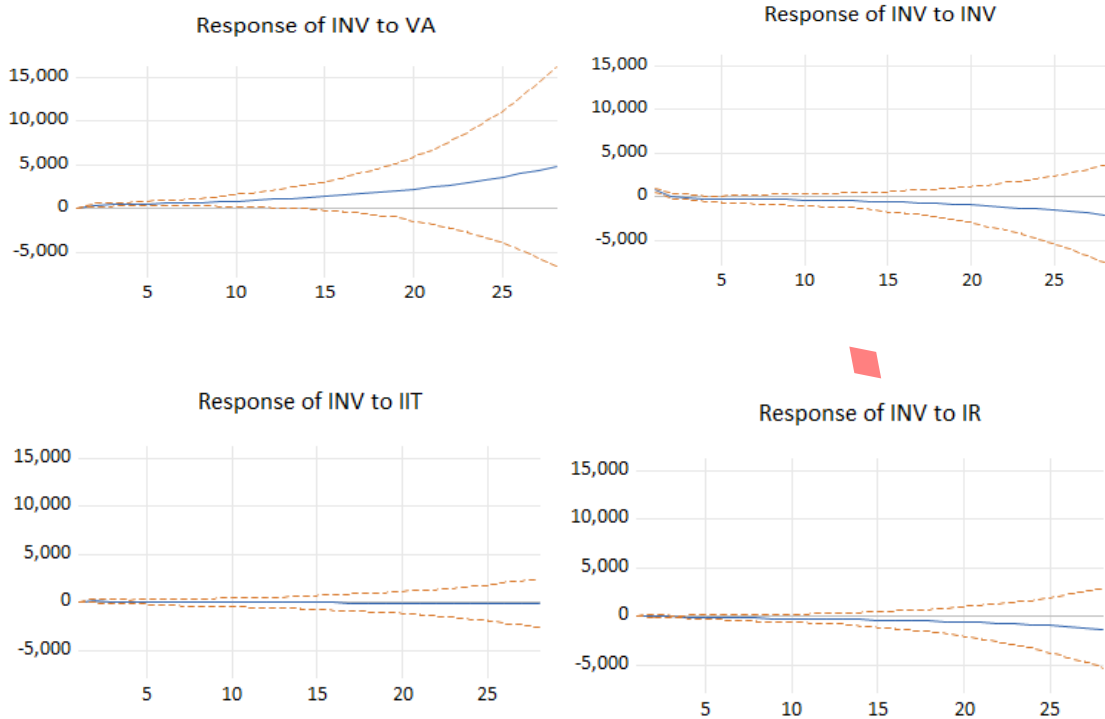 Response of INV to VA
15,000
10,000
5,000
0
-5,000
5 10 15 20 25
Response of INV to INV
15,000
10,000
5,000
0
-5,000
5 10 15 20 25
Response of INV to IIT
15,000
10,000
5,000
0
-5,000
5 10 15 20 25
Response of INV to IR
15,000
10,000
5,000
0
-5,000
5 10 15 20 25